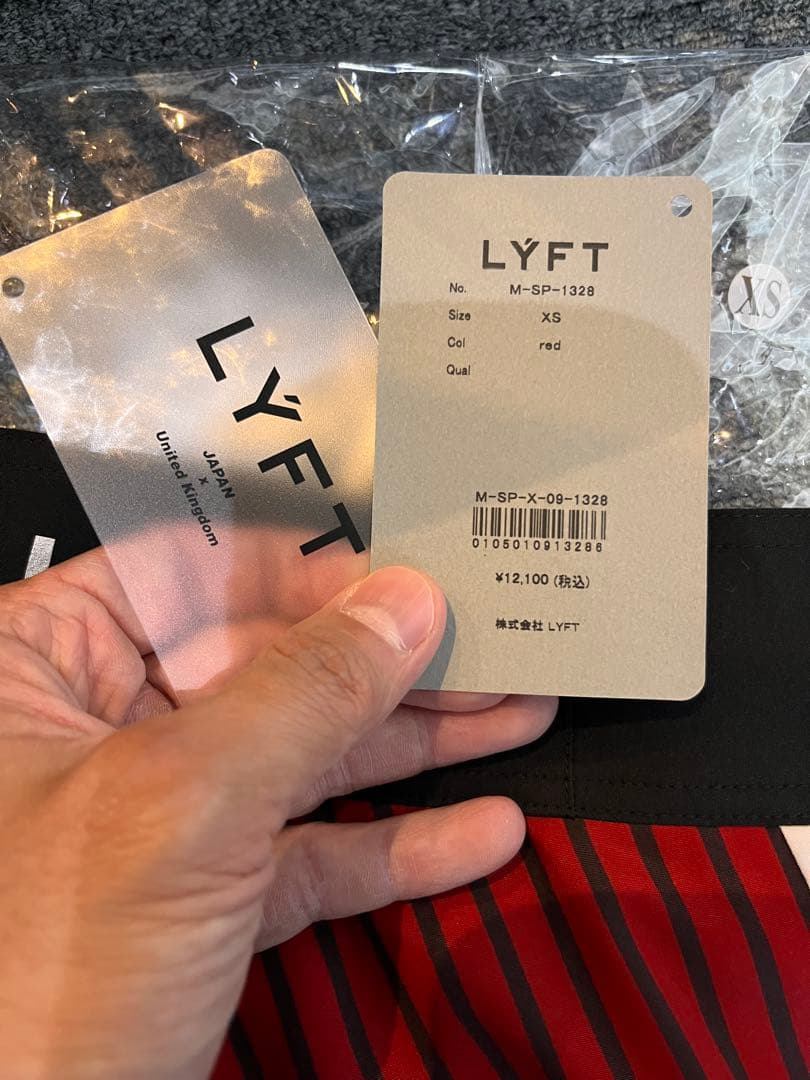 LÝFT
JAPAN
x
United Kingdom
LÝFT
No. M-SP-1328
Size XS
Col red
Qual
M-SP-X-09-1328
0105010913286
¥12,100 (税込)
株式会社 LÝFT
XS